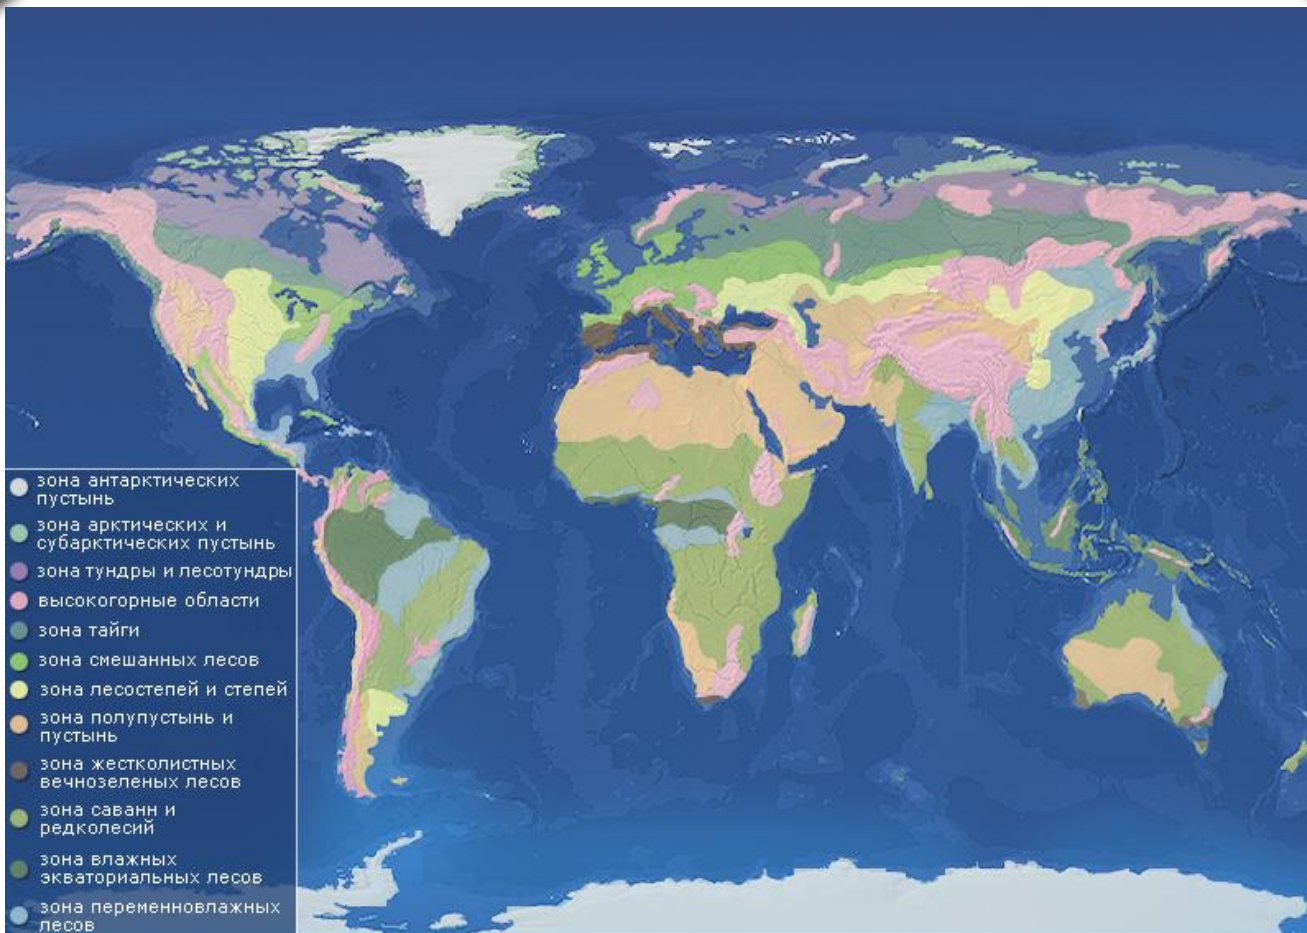 зона антарктических
пустынь
зона арктических и
субарктических пустынь
зона тундры и лесотундры
высокогорные области
зона тайги
зона смешанных лесов
зона лесостепей и степей
зона полупустынь и
пустынь
зона жестколистных
вечнозеленых лесов
зона саванн и
редколесий
зона влажных
экваториальных лесов
зона переменновлажных
лесов